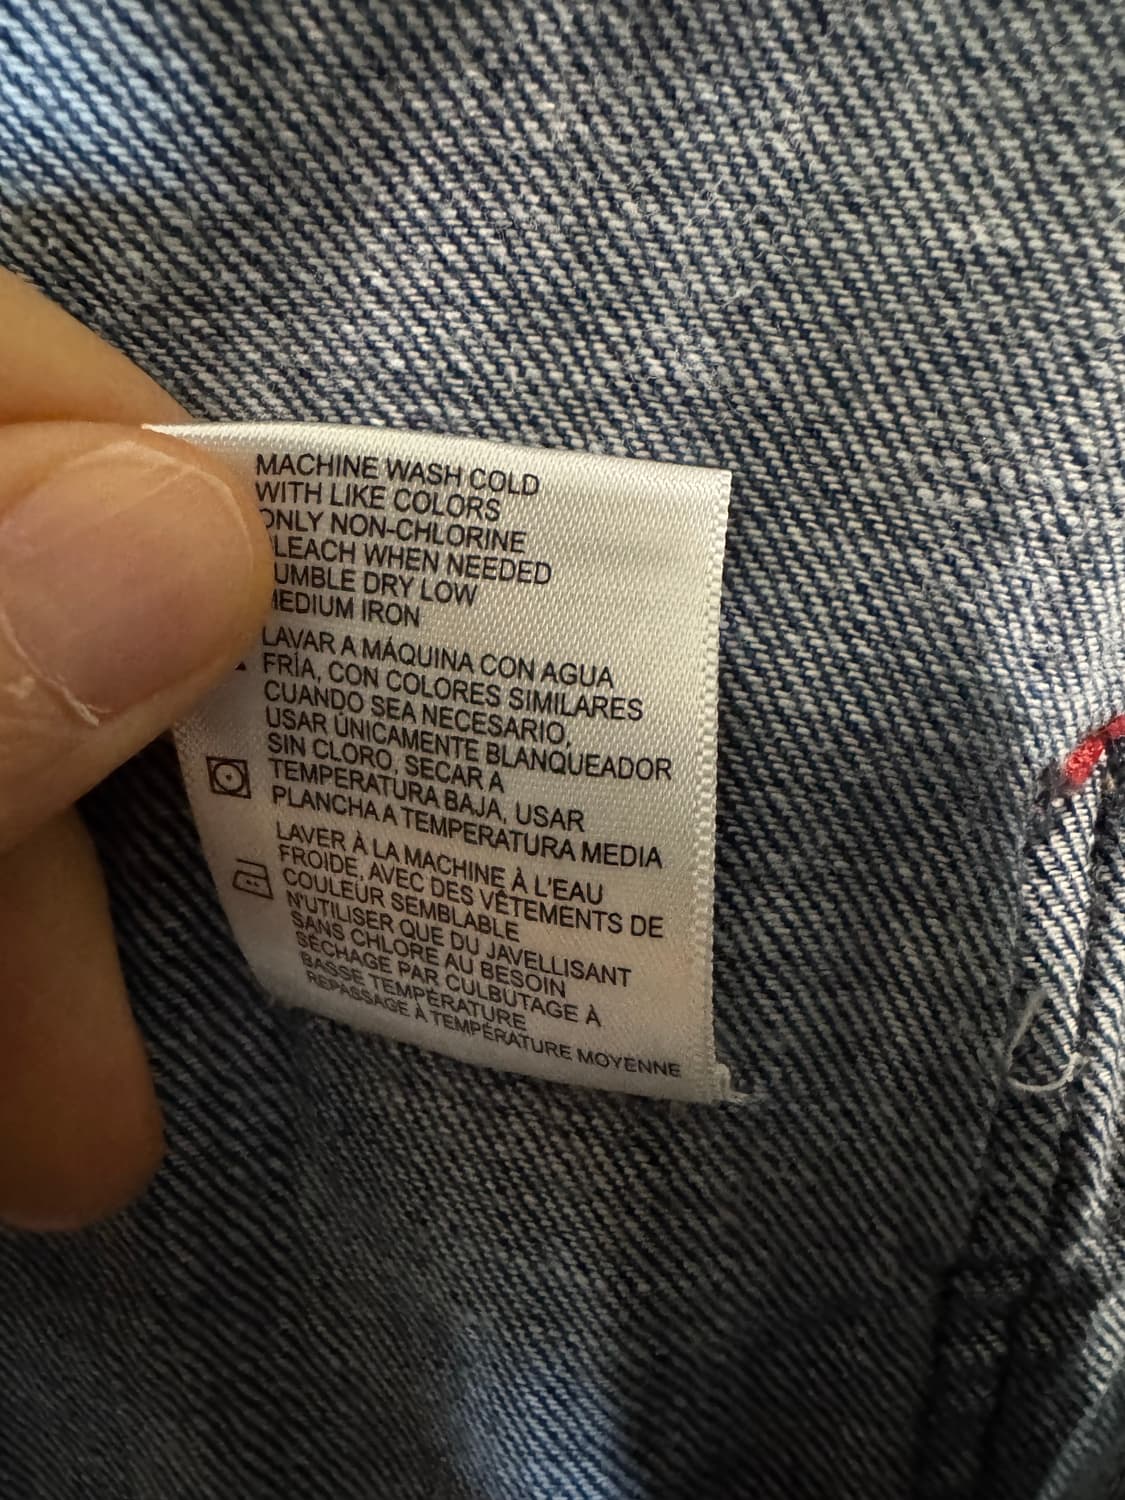 MACHINE WASH COLD
WITH LIKE COLORS
ONLY NON-CHLORINE
LEACH WHEN NEEDED
UMBLE DRY LOW
EDIUM IRON
LAVAR A MÁQUINA CON AGUA
FRÍA, CON COLORES SIMILARES
CUANDO SEA NECESARIO,
USAR ÚNICAMENTE BLANQUEADOR
SIN CLORO, SECAR A
TEMPERATURA BAJA, USAR
PLANCHA A TEMPERATURA MEDIA
LAVER À LA MACHINE À L'EAU
FROIDE, AVEC DES VÊTEMENTS DE
COULEUR SEMBLABLE
N'UTILISER QUE DU JAVELLISANT
SANS CHLORE AU BESOIN
SÉCHAGE PAR CULBUTAGE À
BASSE TEMPÉRATURE
REPASSAGE À TEMPÉRATURE MOYENNE